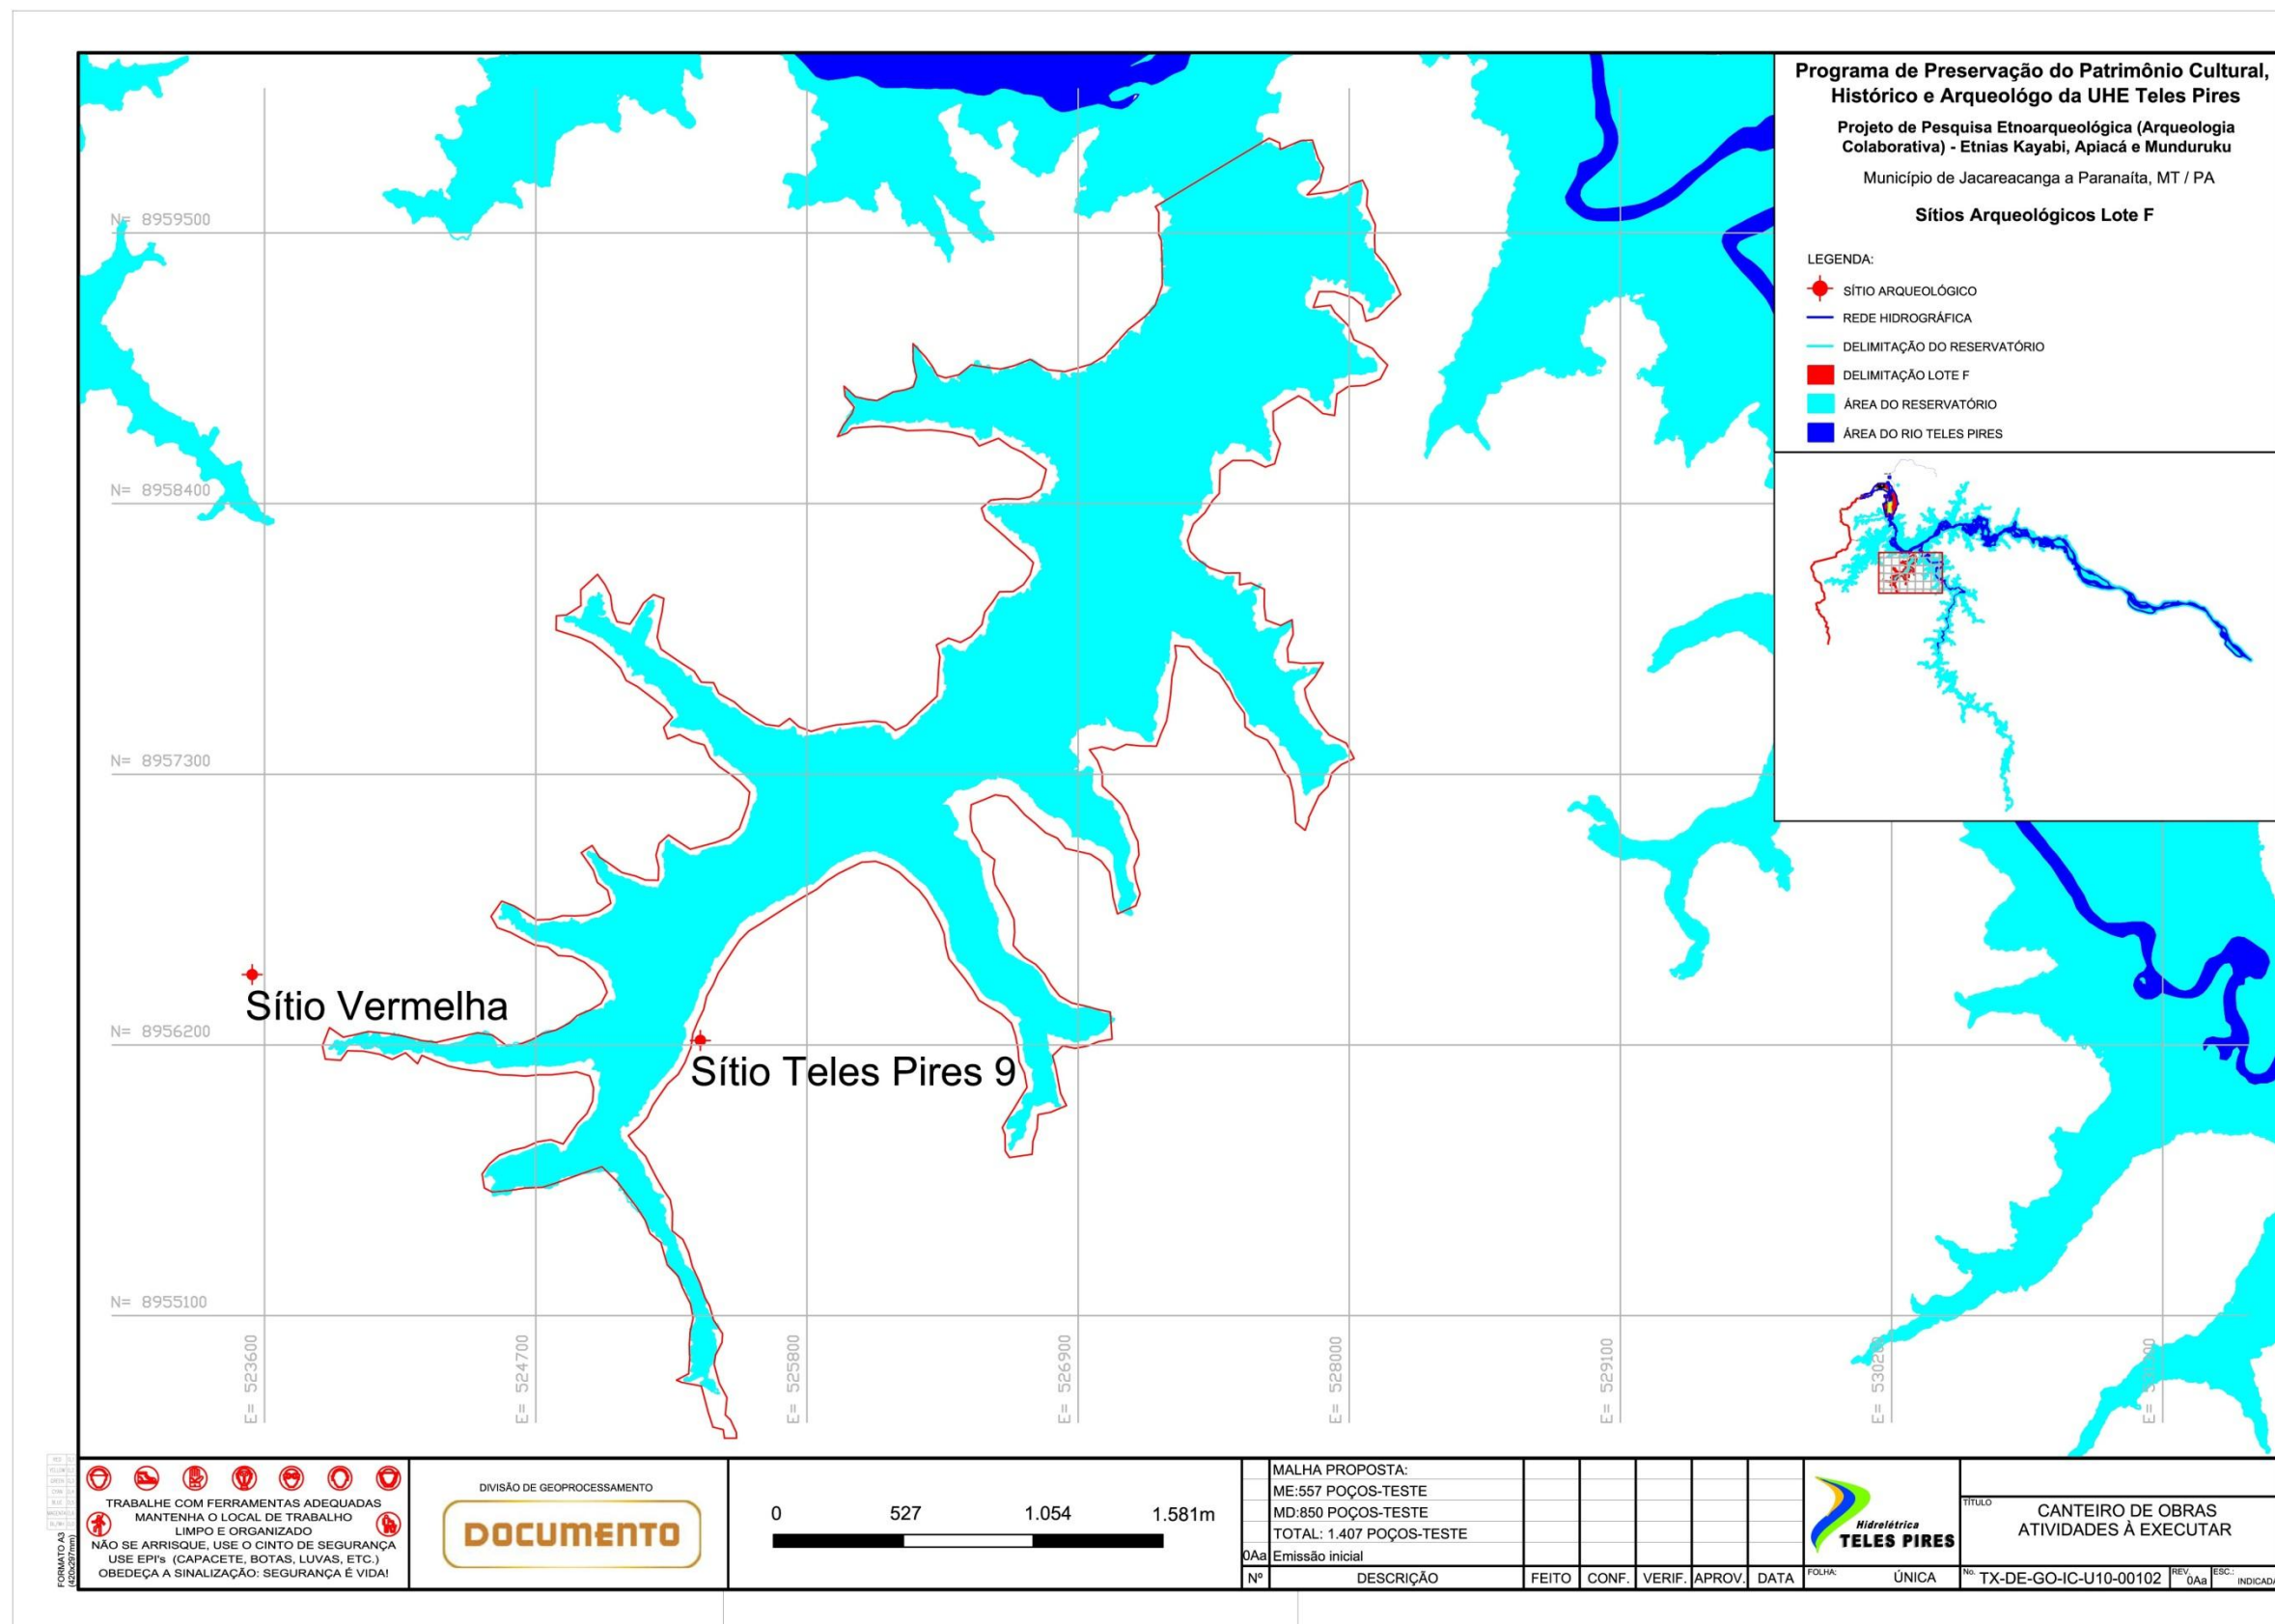 Programa de Preservação do Patrimônio Cultural,
Histórico e Arqueológo da UHE Teles Pires
Projeto de Pesquisa Etnoarqueológica (Arqueologia
Colaborativa) - Etnias Kayabi, Apiacá e Munduruku
Município de Jacareacanga a Paranaíta, MT / PA
Sítios Arqueológicos Lote F
LEGENDA:
SÍTIO ARQUEOLÓGICO
REDE HIDROGRÁFICA
DELIMITAÇÃO DO RESERVATÓRIO
DELIMITAÇÃO LOTE F
ÁREA DO RESERVATÓRIO
ÁREA DO RIO TELES PIRES
N= 8959500
N= 8958400
N= 8957300
Sítio Vermelha
N= 8956200
Sítio Teles Pires 9
N= 8955100
E= 523600
E= 524700
E= 525800
E= 526900
E= 528000
E= 529100
E= 530200
E=
FORMATO A3
(420x297mm)
TRABALHE COM FERRAMENTAS ADEQUADAS
MANTENHA O LOCAL DE TRABALHO
LIMPO E ORGANIZADO
NÃO SE ARRISQUE, USE O CINTO DE SEGURANÇA
USE EPI's (CAPACETE, BOTAS, LUVAS, ETC.)
OBEDEÇA A SINALIZAÇÃO: SEGURANÇA É VIDA!
DIVISÃO DE GEOPROCESSAMENTO
DOCUMENTO
0 527 1.054 1.581m
MALHA PROPOSTA:
ME:557 POÇOS-TESTE
MD:850 POÇOS-TESTE
TOTAL: 1.407 POÇOS-TESTE
0Aa Emissão inicial
Nº DESCRIÇÃO FEITO CONF. VERIF. APROV. DATA
Hidrelétrica
TELES PIRES
FOLHA: ÚNICA
TÍTULO
CANTEIRO DE OBRAS
ATIVIDADES À EXECUTAR
No. TX-DE-GO-IC-U10-00102 REV. 0Aa ESC.: INDICADA